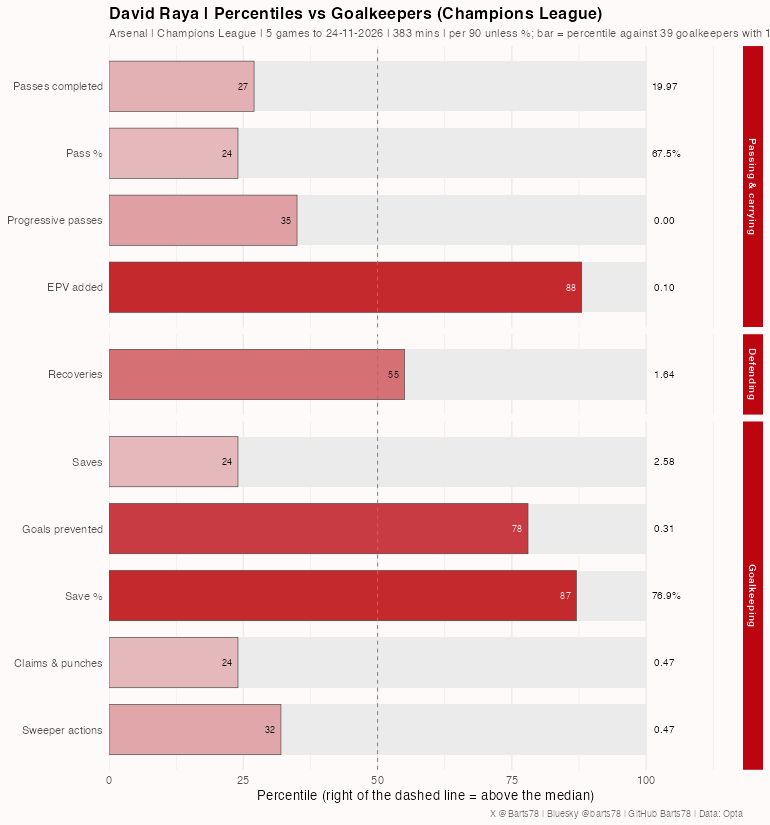 David Raya | Percentiles vs Goalkeepers (Champions League)
Arsenal | Champions League | 5 games to 24-11-2026 | 383 mins | per 90 unless %; bar = percentile against 39 goalkeepers with 1
Passes completed 27 19.97
Pass % 24 67.5%
Progressive passes 35 0.00
EPV added 88 0.10
Passing & carrying
Recoveries 55 1.64
Defending
Saves 24 2.58
Goals prevented 78 0.31
Save % 87 76.9%
Claims & punches 24 0.47
Sweeper actions 32 0.47
Goalkeeping
0 25 50 75 100
Percentile (right of the dashed line = above the median)
X @Barts78 | Bluesky @barts78 | GitHub Barts78 | Data: Opta